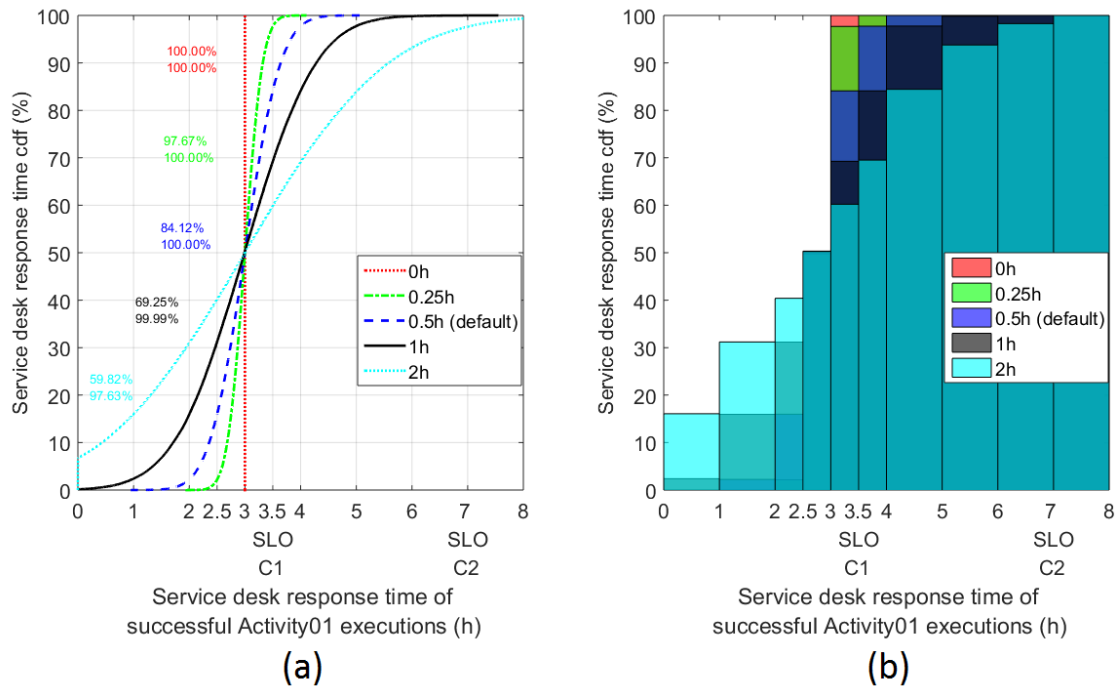 100
90
80
70
60
50
40
30
20
10
0
Service desk response time cdf (%)
100.00%
100.00%
97.67%
100.00%
84.12%
100.00%
69.25%
99.99%
59.82%
97.63%
0h
0.25h
0.5h (default)
1h
2h
0 1 2 2.5 3 3.5 4 5 6 7 8
SLO SLO
C1 C2
Service desk response time of
successful Activity01 executions (h)
(a)
100
90
80
70
60
50
40
30
20
10
0
Service desk response time cdf (%)
0h
0.25h
0.5h (default)
1h
2h
0 1 2 2.5 3 3.5 4 5 6 7 8
SLO SLO
C1 C2
Service desk response time of
successful Activity01 executions (h)
(b)